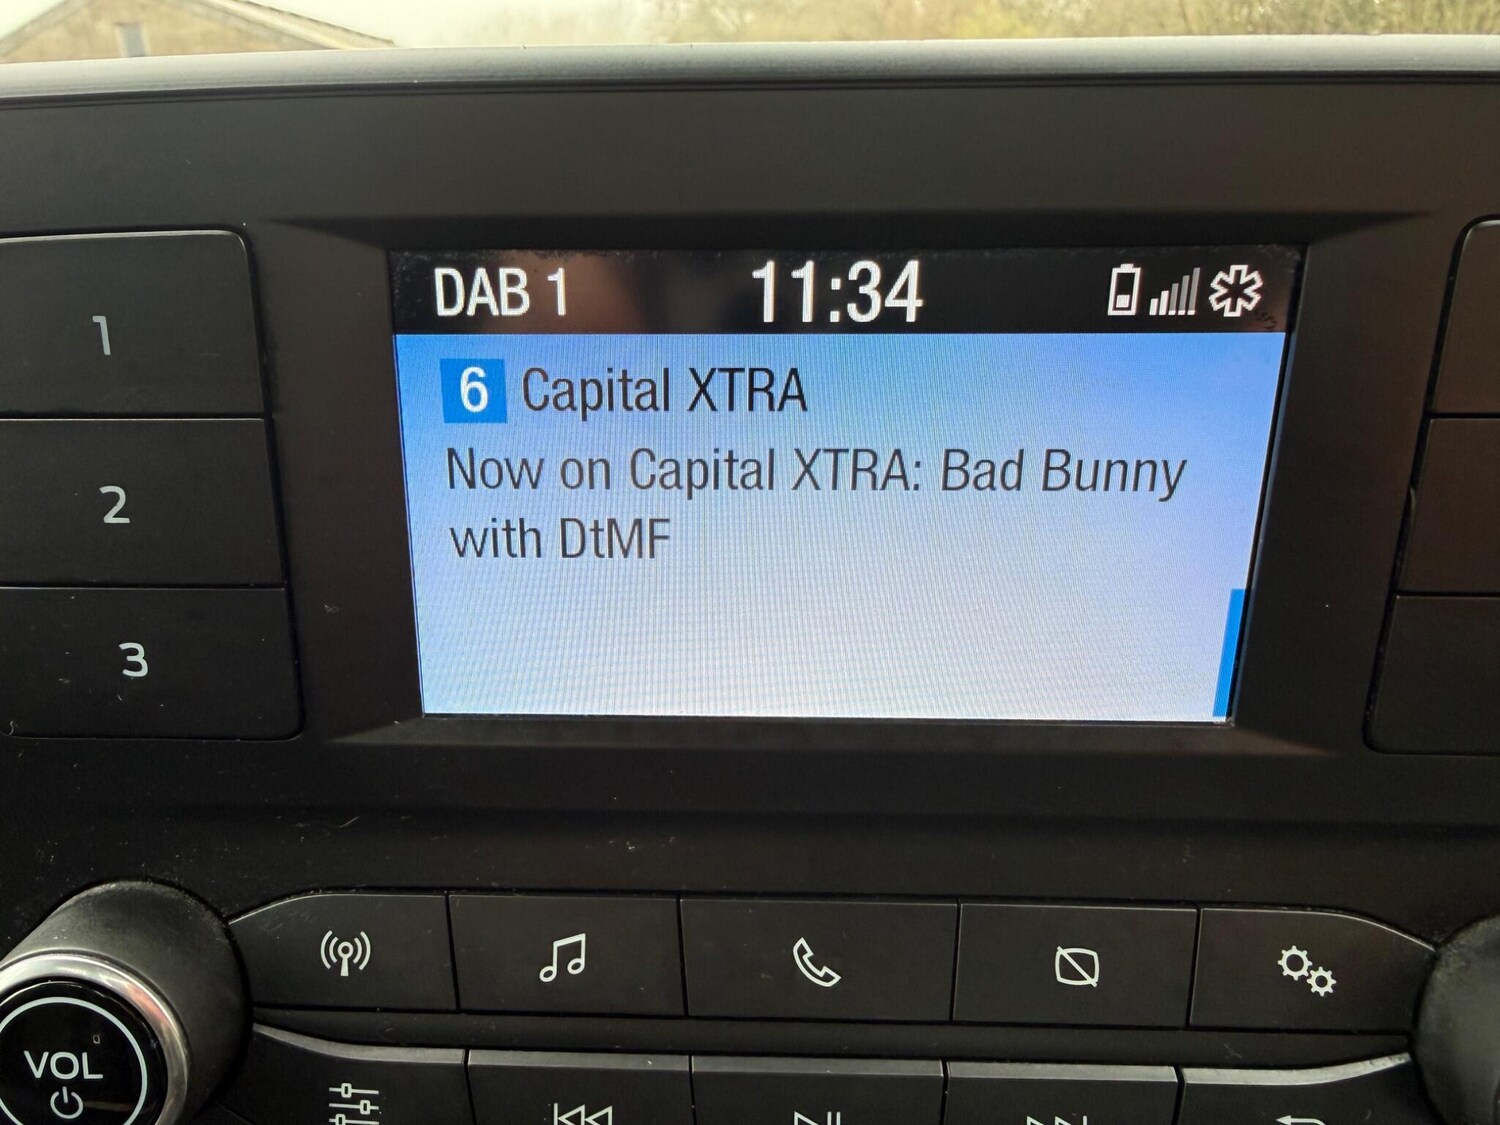 DAB 1 11:34
6 Capital XTRA
Now on Capital XTRA: Bad Bunny
with DtMF
1
2
3
VOL